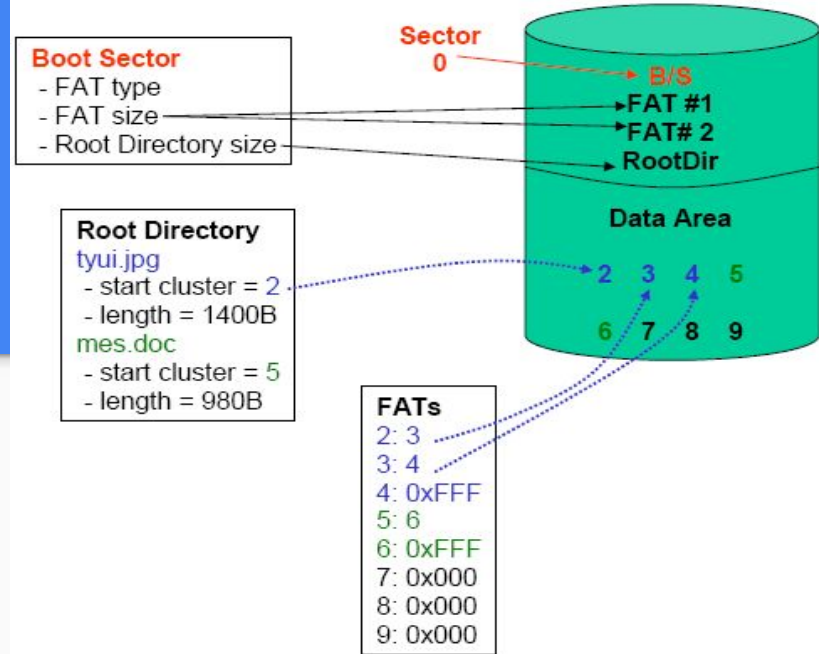 Boot Sector
- FAT type
- FAT size
- Root Directory size
Sector
0
B/S
FAT #1
FAT# 2
RootDir
Data Area
2 3 4 5
6 7 8 9
Root Directory
tyui.jpg
- start cluster = 2
- length = 1400B
mes.doc
- start cluster = 5
- length = 980B
FATs
2: 3
3: 4
4: 0xFFF
5: 6
6: 0xFFF
7: 0x000
8: 0x000
9: 0x000